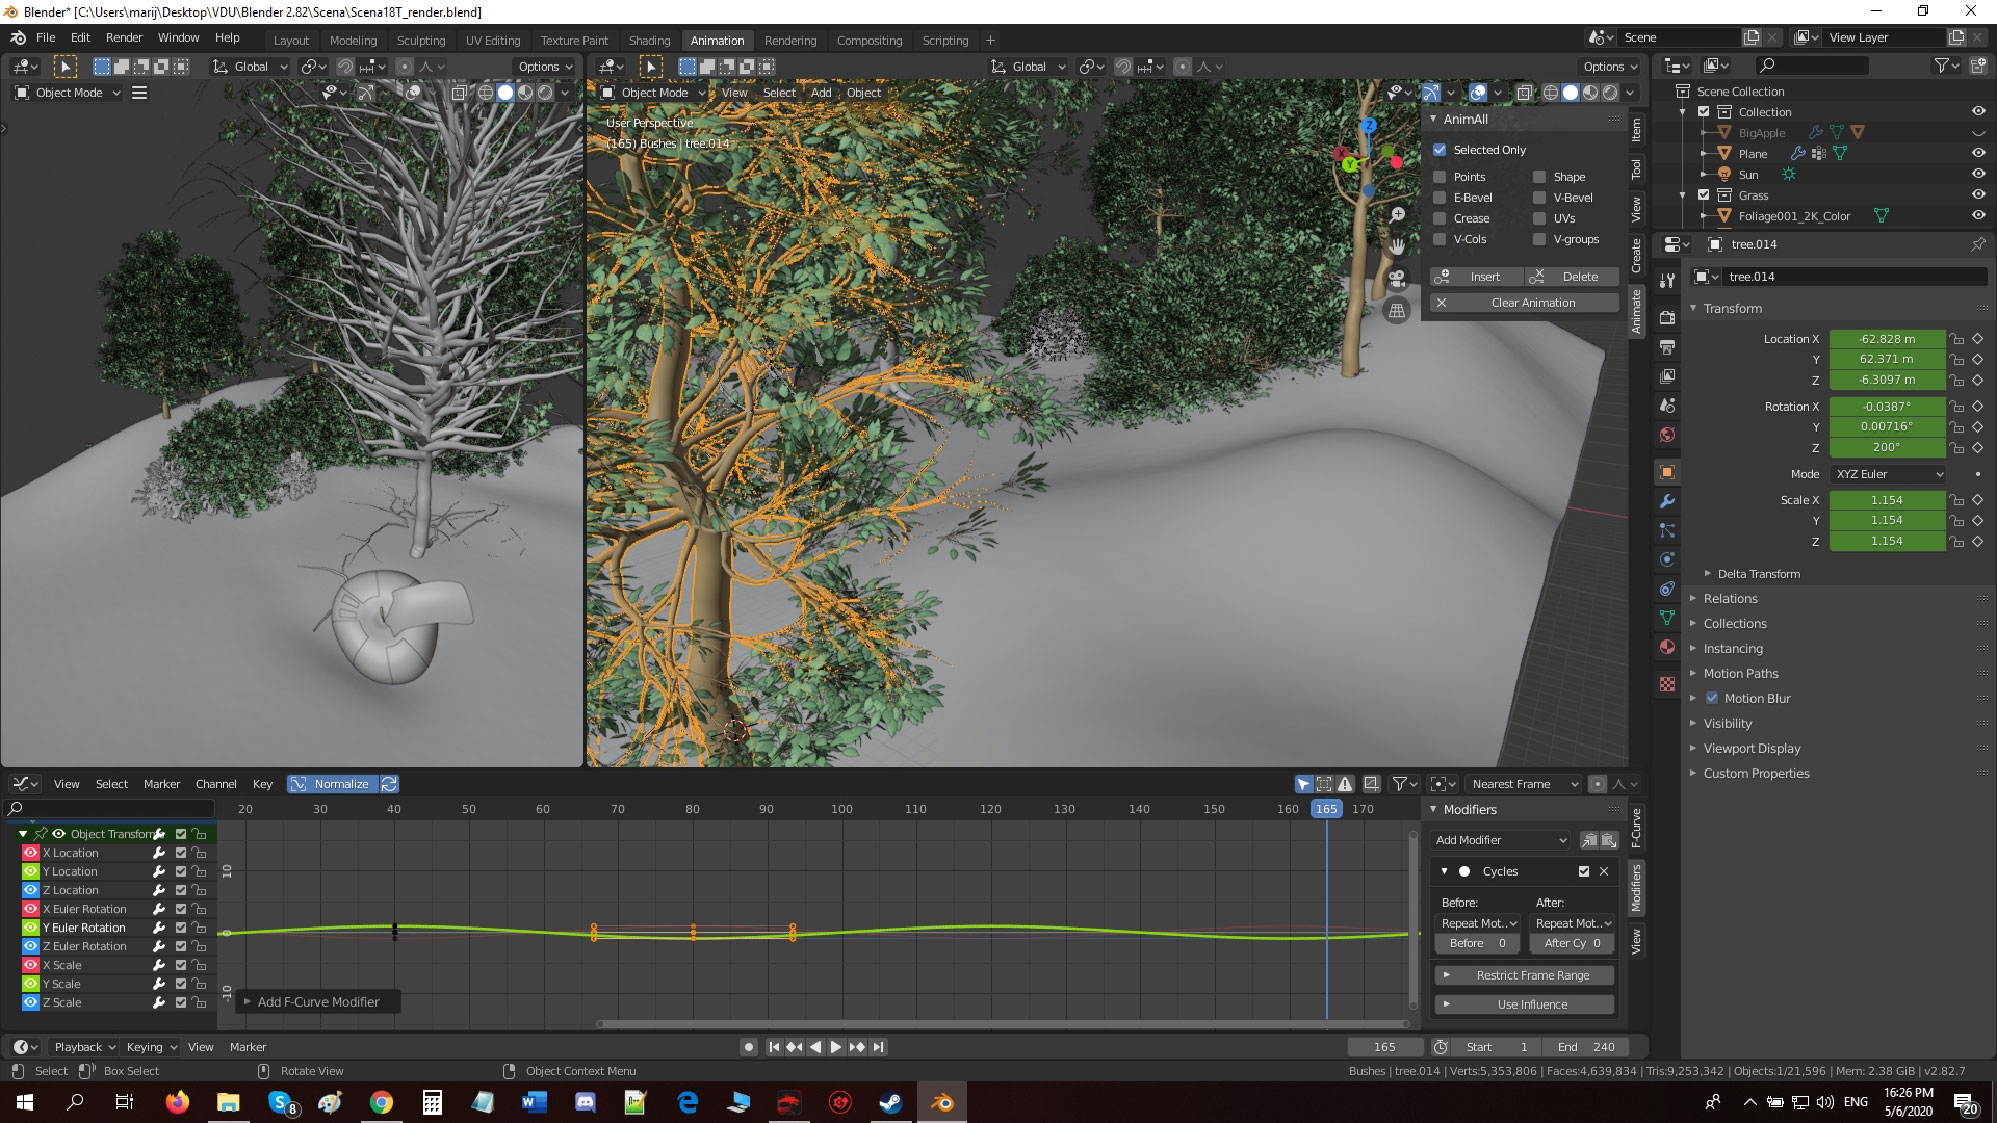 Blender* [C:\Users\marij\Desktop\VDU\Blender 2.82\Scena\Scena18T_render.blend]
File Edit Render Window Help Layout Modeling Sculpting UV Editing Texture Paint Shading Animation Rendering Compositing Scripting + Scene View Layer
Global Options Global Options
Object Mode Object Mode View Select Add Object
User Perspective
(165) Bushes | tree.014
AnimAll
Selected Only
Points Shape
E-Bevel V-Bevel
Crease UV's
V-Cols V-groups
Insert Delete
Clear Animation
Item
Tool
View
Create
Animate
Z
Y
Scene Collection
Collection
BigApple
Plane
Sun
Grass
Foliage001_2K_Color
tree.014
tree.014
Transform
Location X -62.828 m
Y 62.371 m
Z -6.3097 m
Rotation X -0.0387°
Y 0.00716°
Z 200°
Mode XYZ Euler
Scale X 1.154
Y 1.154
Z 1.154
Delta Transform
Relations
Collections
Instancing
Motion Paths
Motion Blur
Visibility
Viewport Display
Custom Properties
View Select Marker Channel Key Normalize Nearest Frame
20 30 40 50 60 70 80 90 100 110 120 130 140 150 160 165 170
Object Transform
X Location
Y Location
Z Location
X Euler Rotation
Y Euler Rotation
Z Euler Rotation
X Scale
Y Scale
Z Scale
10
0
-10
Add F-Curve Modifier
Modifiers
Add Modifier
Cycles
Before: After:
Repeat Mot.. Repeat Mot..
Before 0 After Cy 0
Restrict Frame Range
Use Influence
F-Curve
Modifiers
View
Playback Keying View Marker 165 Start 1 End 240
Select Box Select Rotate View Object Context Menu Bushes | tree.014 | Verts:5,353,806 | Faces:4,639,834 | Tris:9,253,342 | Objects:1/21,596 | Mem: 2.38 GiB | v2.82.7
8
ENG
16:26 PM
5/6/2020
20